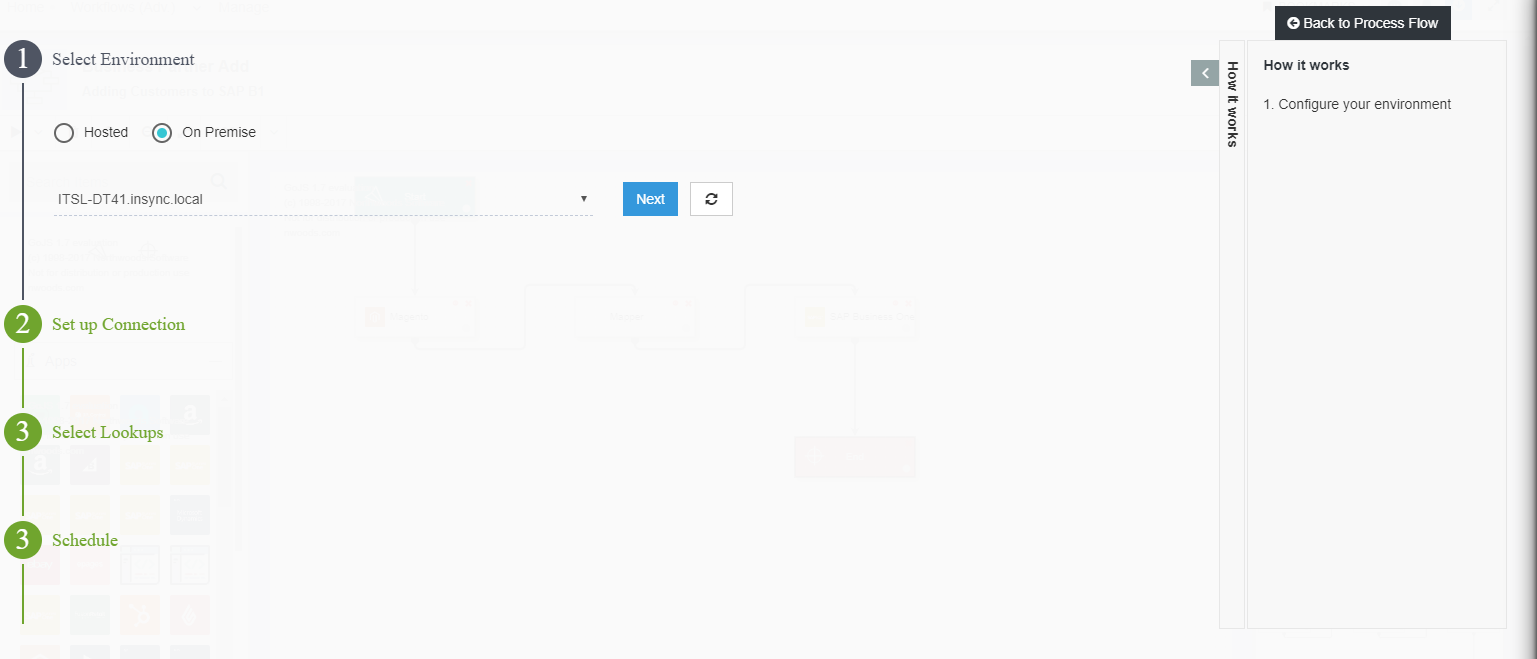 Back to Process Flow
1 Select Environment
Hosted On Premise
ITSL-DT41.insync.local
Next
2 Set up Connection
3 Select Lookups
3 Schedule
How it works
How it works
1. Configure your environment